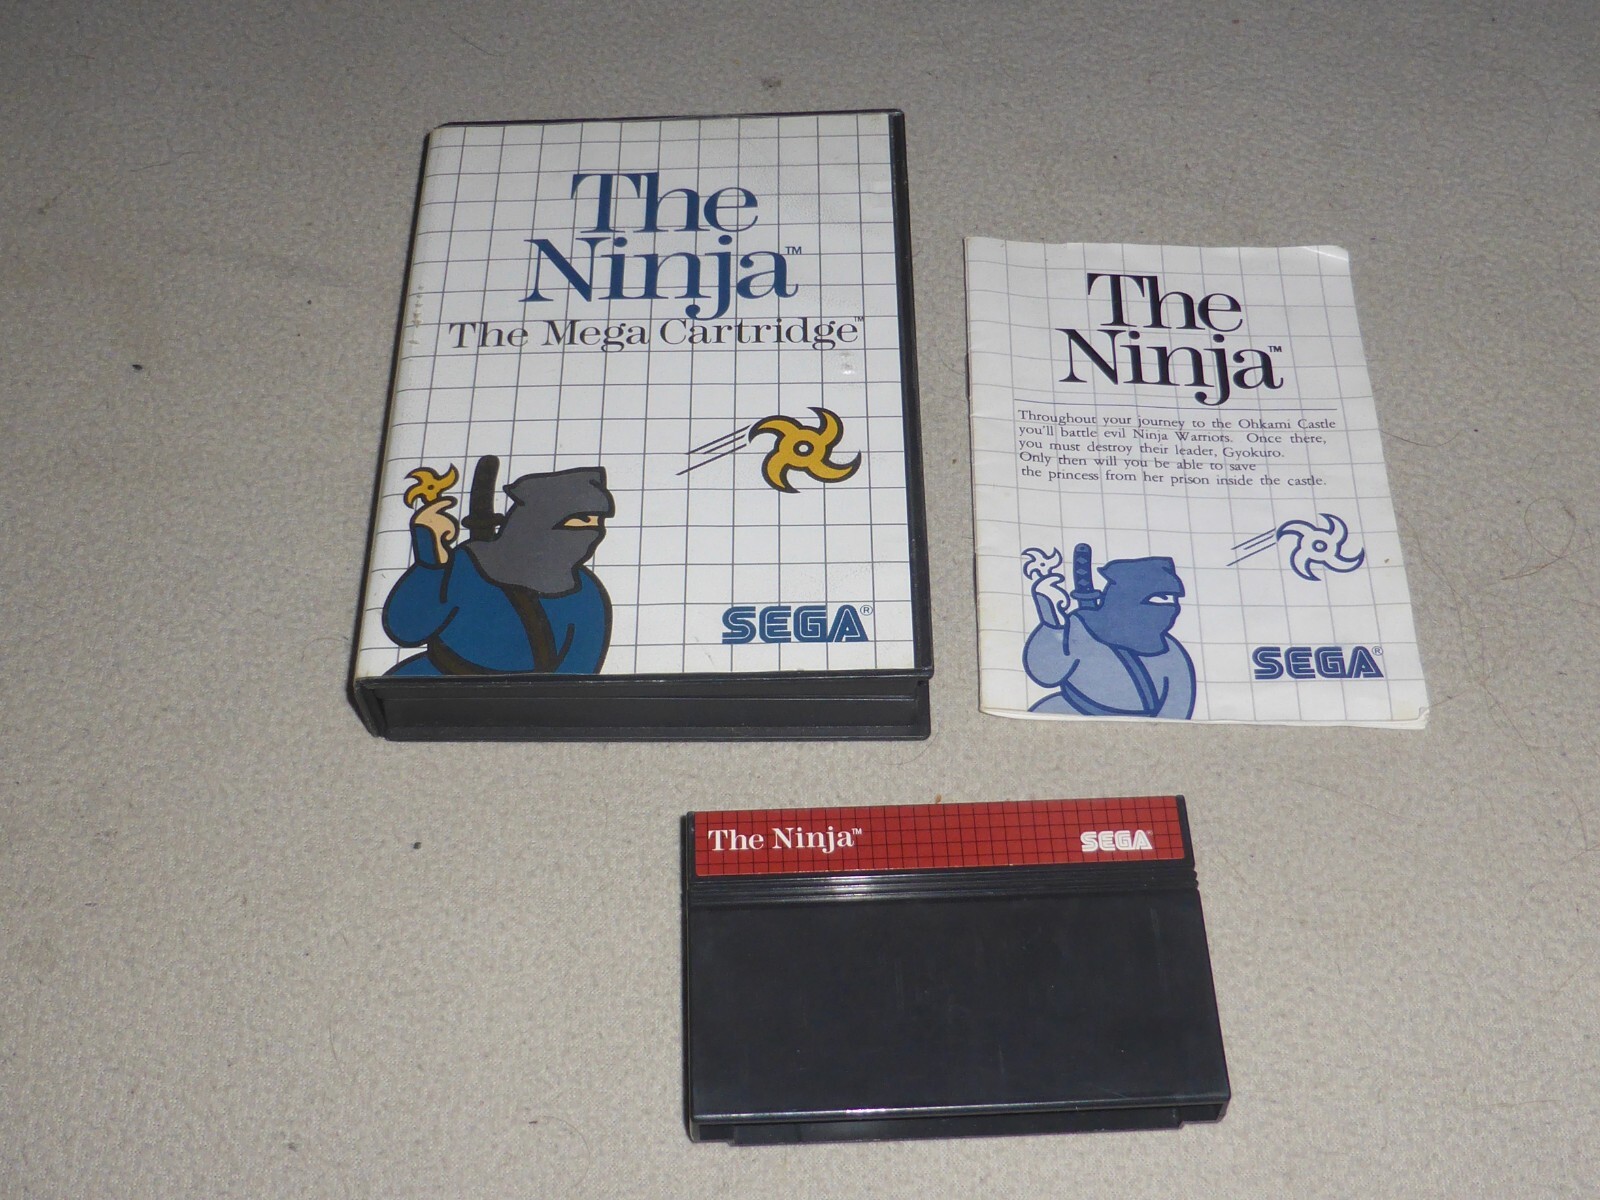 The
Ninja™
The Mega Cartridge™
SEGA®
The
Ninja™
Throughout your journey to the Ohkami Castle
you'll battle evil Ninja Warriors. Once there,
you must destroy their leader, Gyokuro.
Only then will you be able to save
the princess from her prison inside the castle.
SEGA®
The Ninja™
SEGA